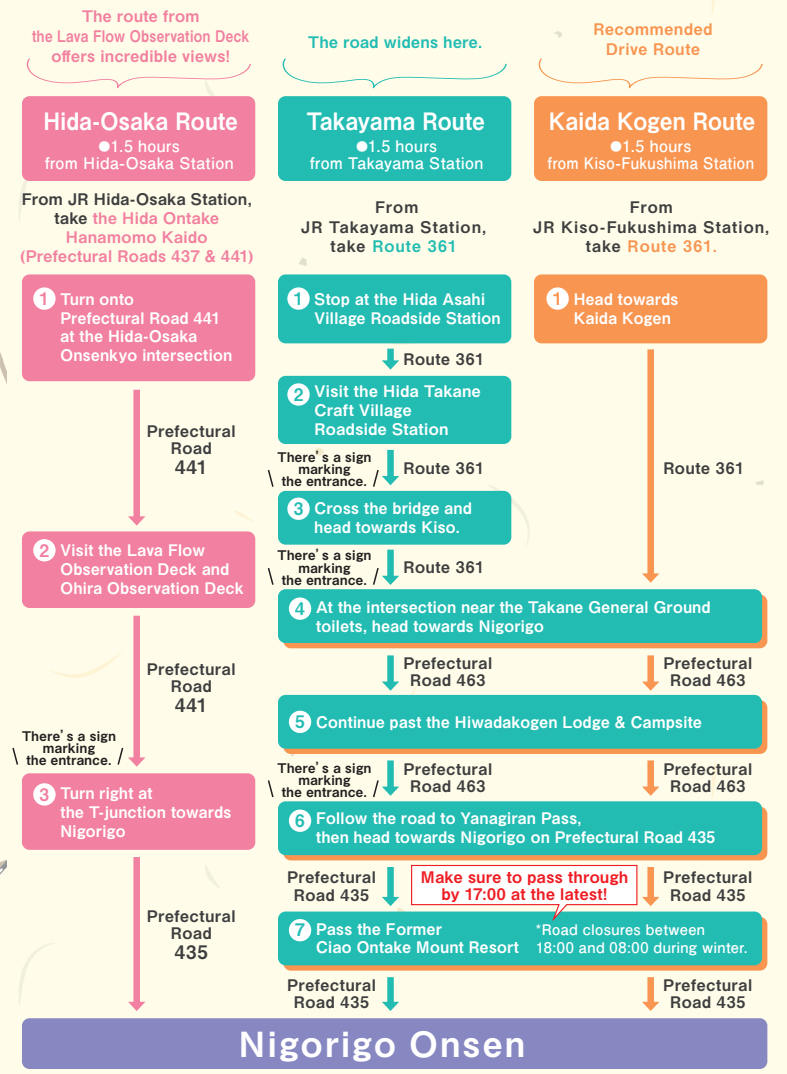 The route from
the Lava Flow Observation Deck
offers incredible views!
Hida-Osaka Route
●1.5 hours
from Hida-Osaka Station
From JR Hida-Osaka Station,
take the Hida Ontake
Hanamomo Kaido
(Prefectural Roads 437 & 441)
1 Turn onto
Prefectural Road 441
at the Hida-Osaka
Onsenkyo intersection
Prefectural
Road
441
2 Visit the Lava Flow
Observation Deck and
Ohira Observation Deck
Prefectural
Road
441
There's a sign
marking
\ the entrance. /
3 Turn right at
the T-junction towards
Nigorigo
Prefectural
Road
435
The road widens here.
Takayama Route
●1.5 hours
from Takayama Station
From
JR Takayama Station,
take Route 361
1 Stop at the Hida Asahi
Village Roadside Station
Route 361
2 Visit the Hida Takane
Craft Village
Roadside Station
There's a sign
marking
\ the entrance. /
Route 361
3 Cross the bridge and
head towards Kiso.
There's a sign
marking
\ the entrance. /
Route 361
Recommended
Drive Route
Kaida Kogen Route
●1.5 hours
from Kiso-Fukushima Station
From
JR Kiso-Fukushima Station,
take Route 361.
1 Head towards
Kaida Kogen
Route 361
4 At the intersection near the Takane General Ground
toilets, head towards Nigorigo
Prefectural
Road 463
Prefectural
Road 463
5 Continue past the Hiwadakogen Lodge & Campsite
There's a sign
marking
\ the entrance. /
Prefectural
Road 463
Prefectural
Road 463
6 Follow the road to Yanagiran Pass,
then head towards Nigorigo on Prefectural Road 435
Prefectural
Road 435
Make sure to pass through
by 17:00 at the latest!
Prefectural
Road 435
7 Pass the Former
Ciao Ontake Mount Resort
*Road closures between
18:00 and 08:00 during winter.
Prefectural
Road 435
Prefectural
Road 435
Nigorigo Onsen